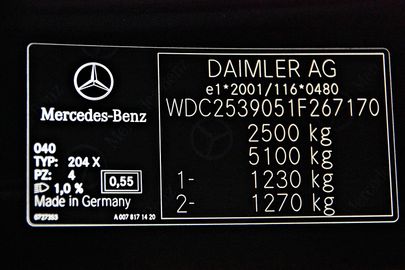 Mercedes-Benz
040
TYP: 204 X
PZ: 4
1,0 %
0,55
Made in Germany
A 007 817 14 20
DAIMLER AG
e1*2001/116*0480
WDC2539051F267170
2500 kg
5100 kg
1- 1230 kg
2- 1270 kg